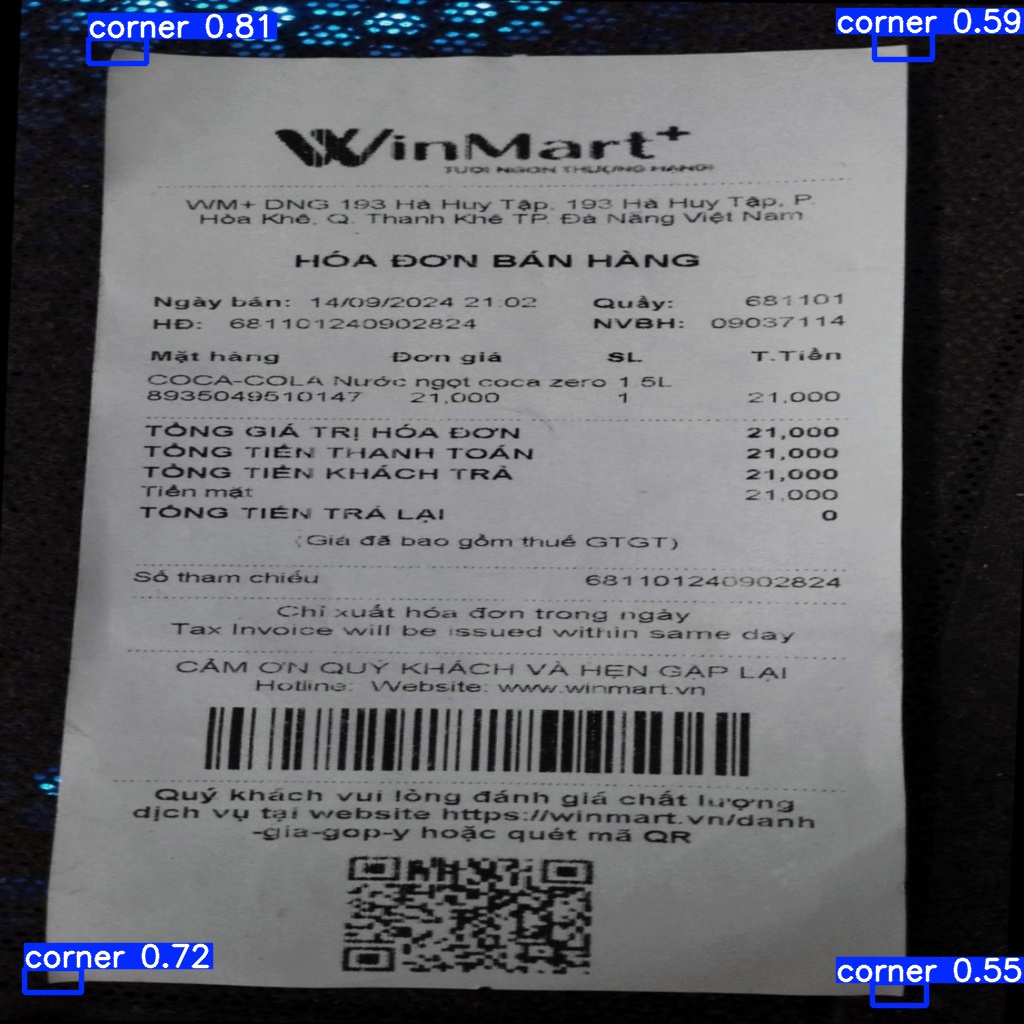 corner 0.81
corner 0.59
WinMart+
TƯƠI NGON THƯỢNG HẠNG!
WM+ DNG 193 Hà Huy Tập, 193 Hà Huy Tập, P.
Hòa Khê, Q. Thanh Khê TP. Đà Nẵng Việt Nam
HÓA ĐƠN BÁN HÀNG
Ngày bán: 14/09/2024 21:02 Quầy: 681101
HĐ: 681101240902824 NVBH: 09037114
Mặt hàng Đơn giá SL T.Tiền
COCA-COLA Nước ngọt coca zero 1.5L
8935049510147 21,000 1 21,000
TỔNG GIÁ TRỊ HÓA ĐƠN 21,000
TỔNG TIỀN THANH TOÁN 21,000
TỔNG TIỀN KHÁCH TRẢ 21,000
Tiền mặt 21,000
TỔNG TIỀN TRẢ LẠI 0
(Giá đã bao gồm thuế GTGT)
Số tham chiếu 681101240902824
Chỉ xuất hóa đơn trong ngày
Tax Invoice will be issued within same day
CẢM ƠN QUÝ KHÁCH VÀ HẸN GẶP LẠI
Hotline: Website: www.winmart.vn
Quý khách vui lòng đánh giá chất lượng
dịch vụ tại website https://winmart.vn/danh
-gia-gop-y hoặc quét mã QR
corner 0.72
corner 0.55